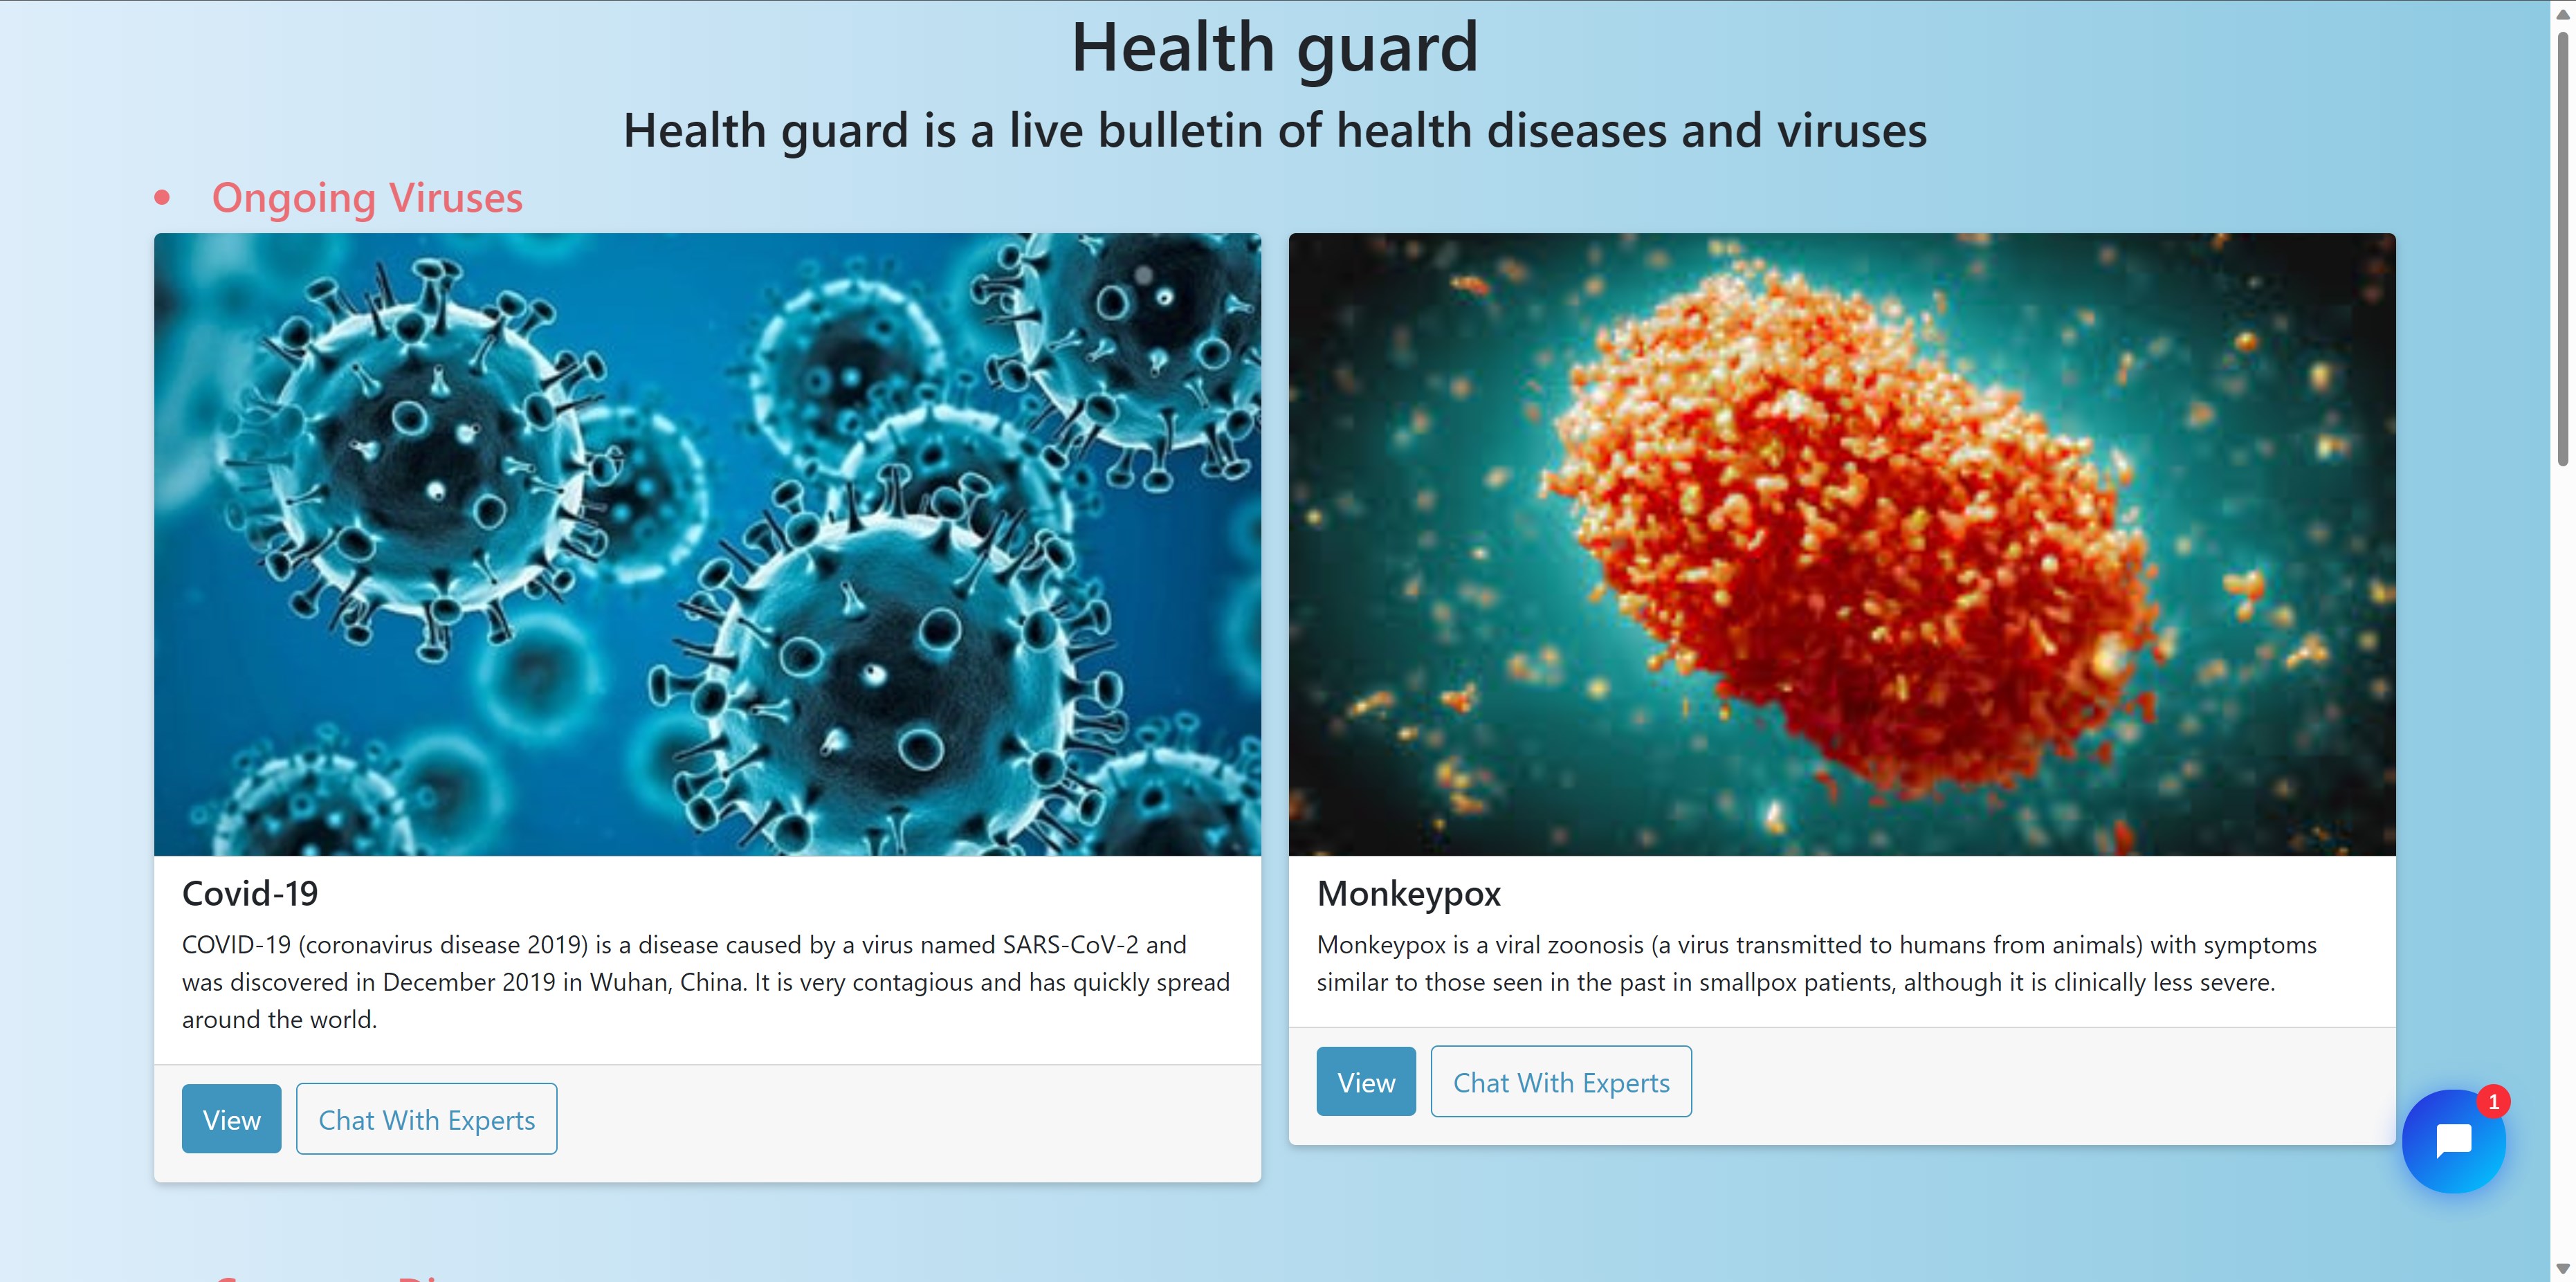 Health guard
Health guard is a live bulletin of health diseases and viruses
Ongoing Viruses
Covid-19
COVID-19 (coronavirus disease 2019) is a disease caused by a virus named SARS-CoV-2 and
was discovered in December 2019 in Wuhan, China. It is very contagious and has quickly spread
around the world.
View
Chat With Experts
Monkeypox
Monkeypox is a viral zoonosis (a virus transmitted to humans from animals) with symptoms
similar to those seen in the past in smallpox patients, although it is clinically less severe.
View
Chat With Experts
1